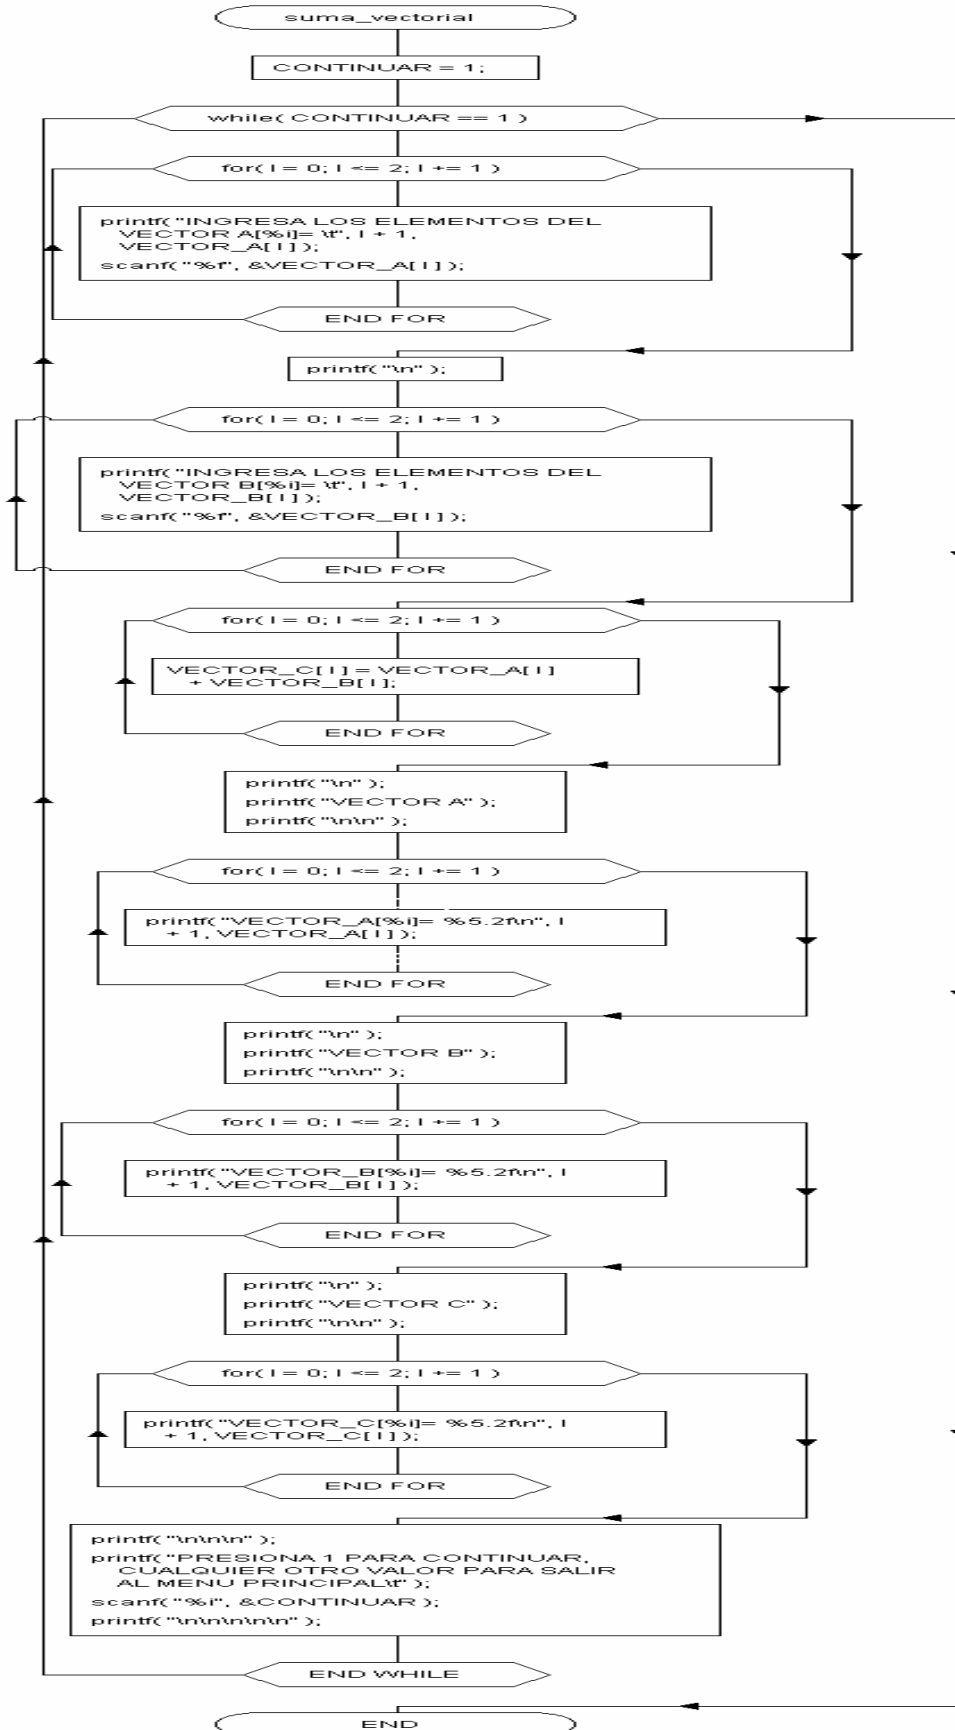 suma_vectorial
CONTINUAR = 1;
while( CONTINUAR == 1 )
for( I = 0; I <= 2; I += 1 )
printf( "INGRESA LOS ELEMENTOS DEL
VECTOR A[%i]= \t", I + 1,
VECTOR_A[ I ] );
scanf( "%f", &VECTOR_A[ I ] );
END FOR
printf( "\n" );
for( I = 0; I <= 2; I += 1 )
printf( "INGRESA LOS ELEMENTOS DEL
VECTOR B[%i]= \t", I + 1,
VECTOR_B[ I ] );
scanf( "%f", &VECTOR_B[ I ] );
END FOR
for( I = 0; I <= 2; I += 1 )
VECTOR_C[ I ] = VECTOR_A[ I ]
+ VECTOR_B[ I ];
END FOR
printf( "\n" );
printf( "VECTOR A" );
printf( "\n\n" );
for( I = 0; I <= 2; I += 1 )
printf( "VECTOR_A[%i]= %5.2f\n", I
+ 1, VECTOR_A[ I ] );
END FOR
printf( "\n" );
printf( "VECTOR B" );
printf( "\n\n" );
for( I = 0; I <= 2; I += 1 )
printf( "VECTOR_B[%i]= %5.2f\n", I
+ 1, VECTOR_B[ I ] );
END FOR
printf( "\n" );
printf( "VECTOR C" );
printf( "\n\n" );
for( I = 0; I <= 2; I += 1 )
printf( "VECTOR_C[%i]= %5.2f\n", I
+ 1, VECTOR_C[ I ] );
END FOR
printf( "\n\n\n" );
printf( "PRESIONA 1 PARA CONTINUAR,
CUALQUIER OTRO VALOR PARA SALIR
AL MENU PRINCIPAL\t" );
scanf( "%i", &CONTINUAR );
printf( "\n\n\n\n\n" );
END WHILE
END